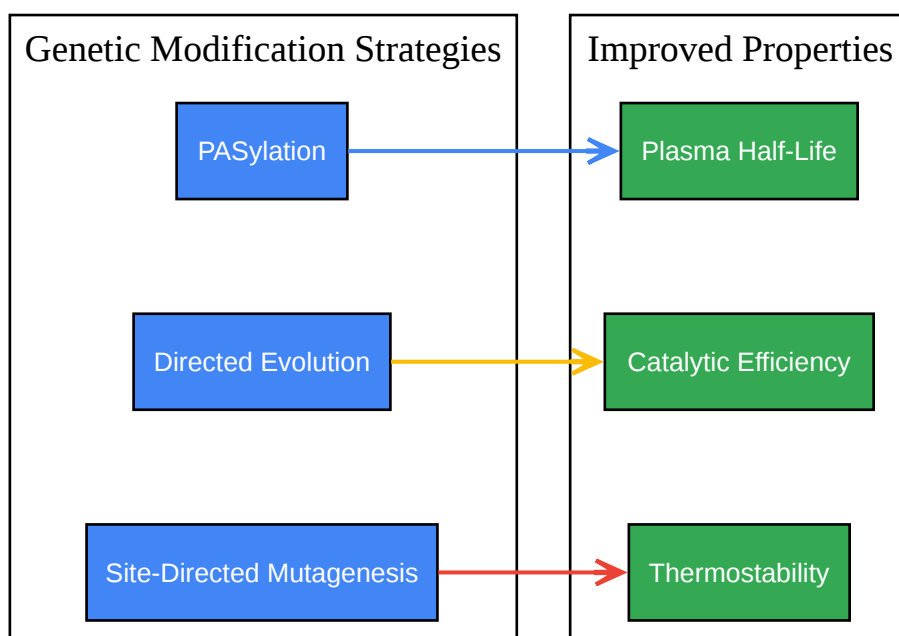 Genetic Modification Strategies
Improved Properties
PASylation
Plasma Half-Life
Directed Evolution
Catalytic Efficiency
Site-Directed Mutagenesis
Thermostability